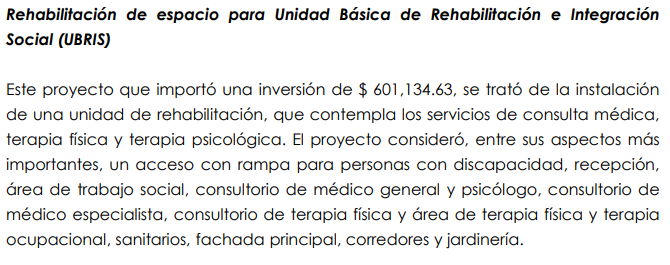 Rehabilitación de espacio para Unidad Básica de Rehabilitación e Integración
Social (UBRIS)
Este proyecto que importó una inversión de $ 601,134.63, se trató de la instalación
de una unidad de rehabilitación, que contempla los servicios de consulta médica,
terapia física y terapia psicológica. El proyecto consideró, entre sus aspectos más
importantes, un acceso con rampa para personas con discapacidad, recepción,
área de trabajo social, consultorio de médico general y psicólogo, consultorio de
médico especialista, consultorio de terapia física y área de terapia física y terapia
ocupacional, sanitarios, fachada principal, corredores y jardinería.